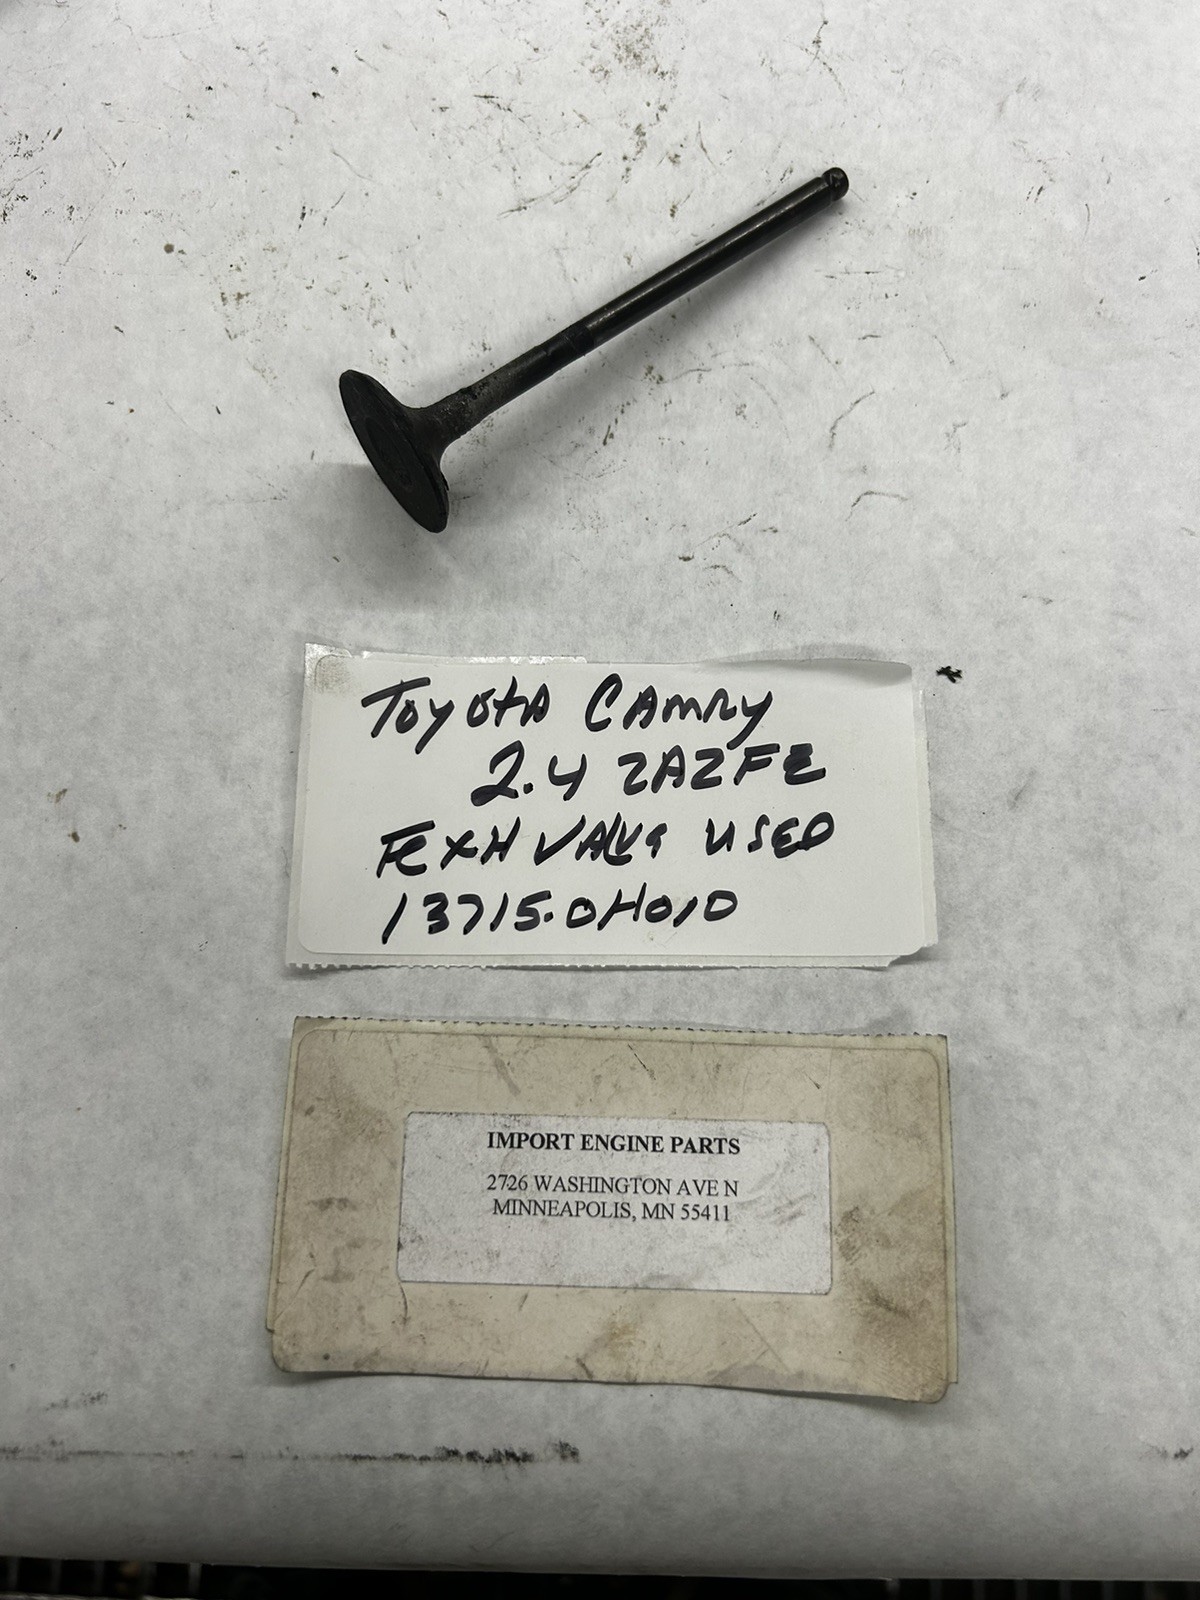 Toyota Camry
2.4 2AZFE
EXH VALVE USED
13715-0H010
IMPORT ENGINE PARTS
2726 WASHINGTON AVE N
MINNEAPOLIS, MN 55411